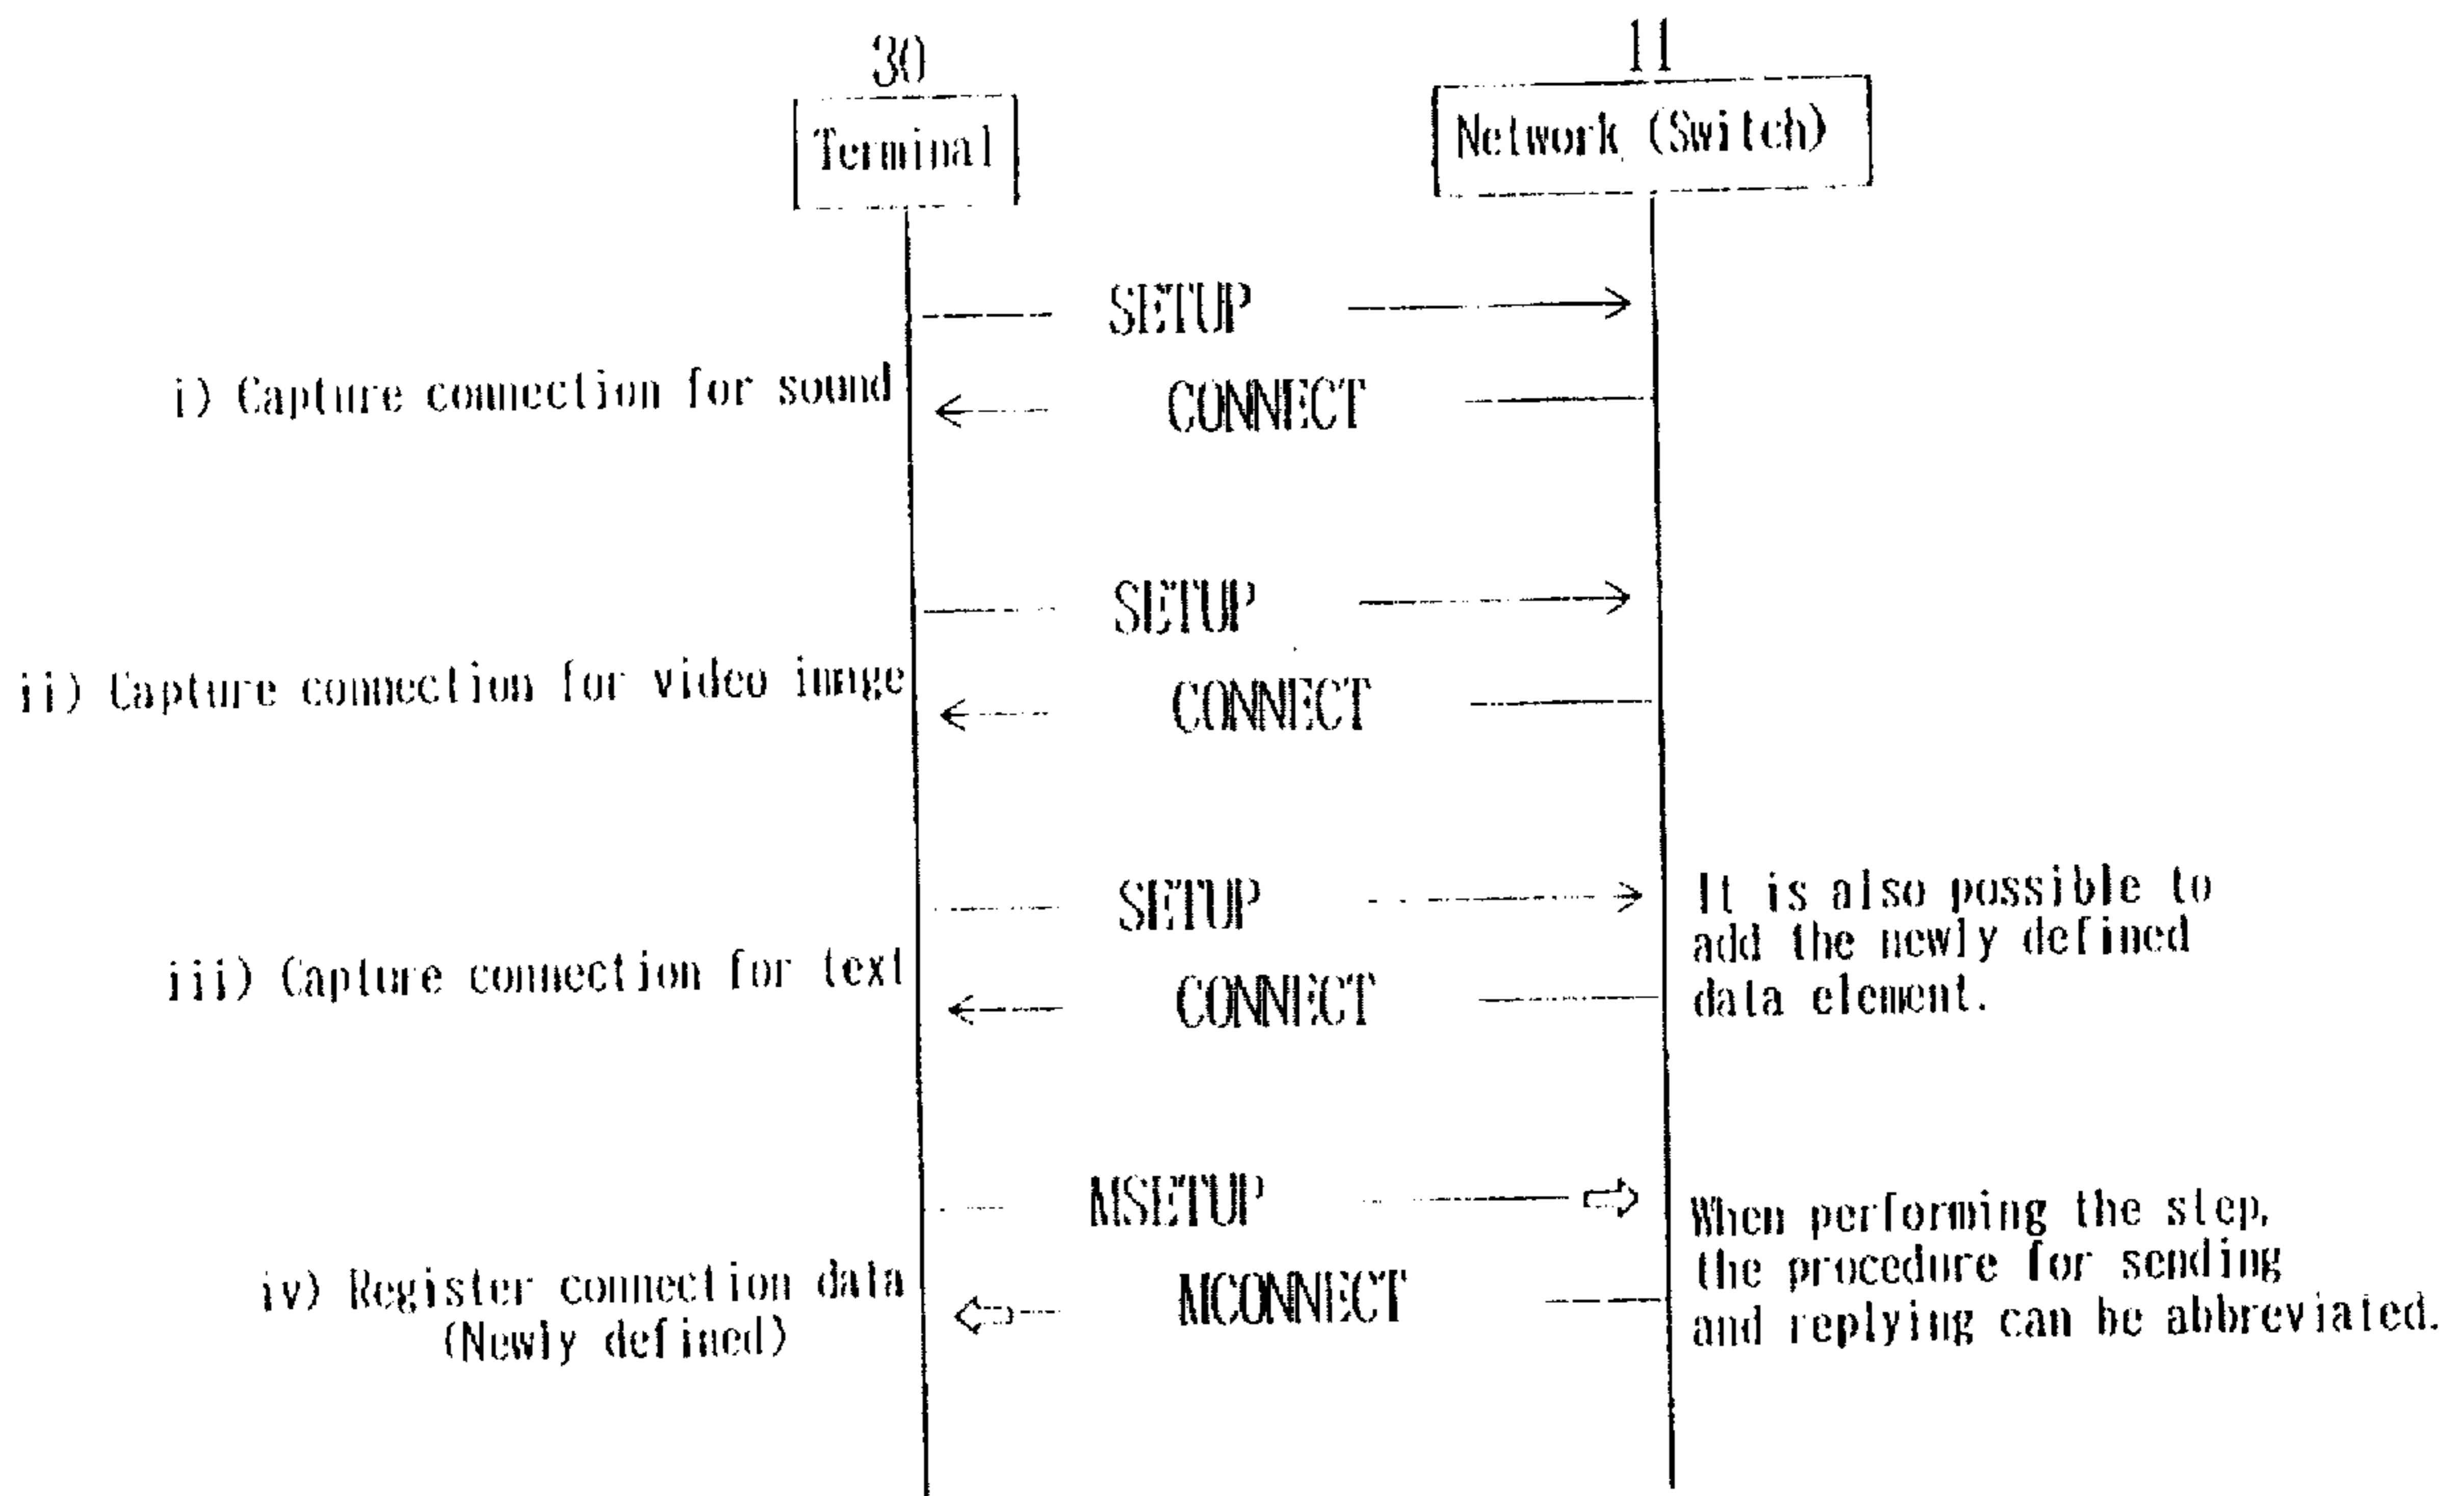 30
11
Terminal
Network (Switch)
SETUP
i) Capture connection for sound
CONNECT
SETUP
ii) Capture connection for video image
CONNECT
SETUP
It is also possible to
add the newly defined
data element.
iii) Capture connection for text
CONNECT
MSETUP
When performing the step,
the procedure for sending
and replying can be abbreviated.
iv) Register connection data
(Newly defined)
MCONNECT